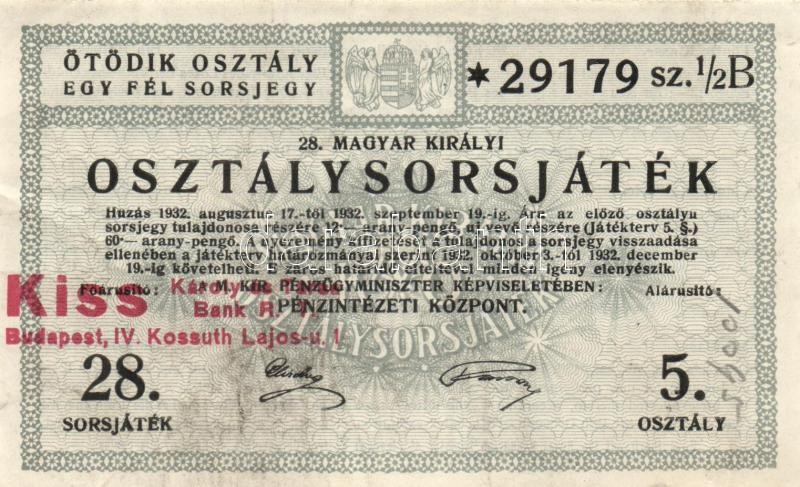 ÖTÖDIK OSZTÁLY
EGY FÉL SORSJEGY
*29179 SZ. 1/2B
28. MAGYAR KIRÁLYI
OSZTÁLYSORSJÁTÉK
Huzás 1932. augusztus 17.-től 1932. szeptember 19.-ig. Ára az előző osztályu
sorsjegy tulajdonosa részére 12·— arany-pengő, uj vevő részére (Játékterv 5. §.)
60·— arany-pengő. A nyeremény kifizetését a tulajdonos a sorsjegy visszaadása
ellenében a játékterv határozmányai szerint 1932. október 3.-tól 1932. december
19.-ig követelheti. E záros határidő elteltével minden igény elenyészik.
Főárusító: A M. KIR. PÉNZÜGYMINISZTER KÉPVISELETÉBEN: Alárusító:
PÉNZINTÉZETI KÖZPONT.
Kiss
Károly
Bank R.
Budapest, IV. Kossuth Lajos-u. 1
28.
SORSJÁTÉK
5.
OSZTÁLY
OSZTÁLYSORSJÁTÉK
darabanth